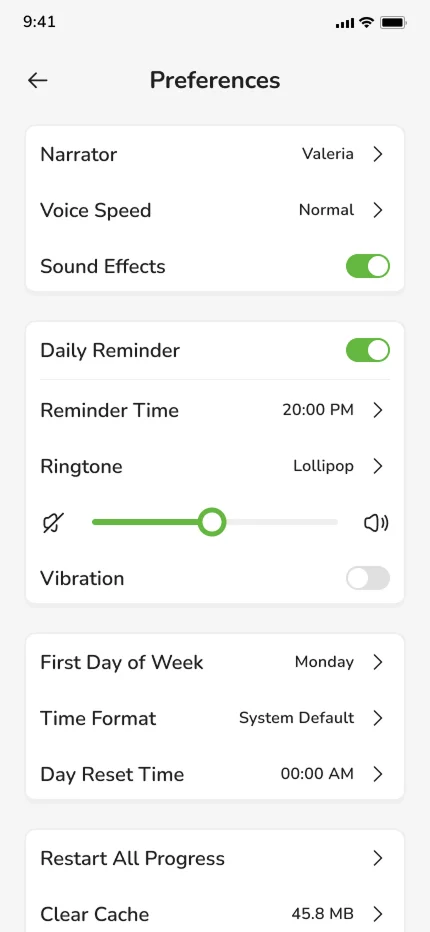 9:41
Preferences
Narrator Valeria
Voice Speed Normal
Sound Effects
Daily Reminder
Reminder Time 20:00 PM
Ringtone Lollipop
Vibration
First Day of Week Monday
Time Format System Default
Day Reset Time 00:00 AM
Restart All Progress
Clear Cache 45.8 MB